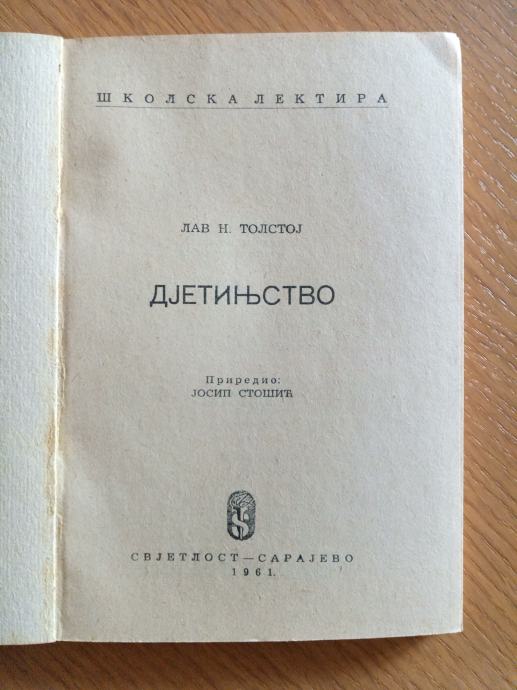 ШКОЛСКА ЛЕКТИРА
ЛАВ Н. ТОЛСТОЈ
ДЈЕТИЊСТВО
Приредио:
ЈОСИП СТОШИЋ
СВЈЕТЛОСТ — САРАЈЕВО
1961.